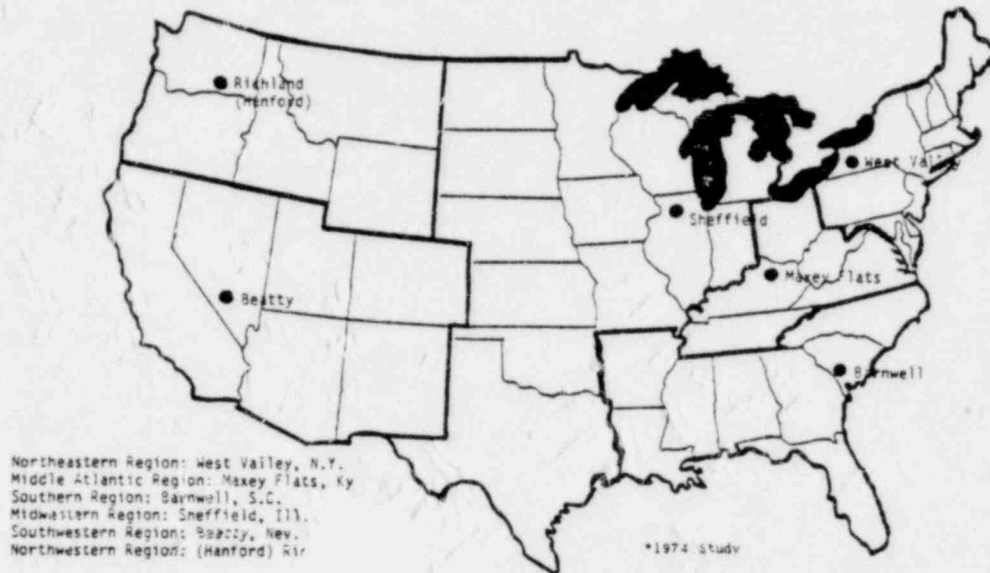 Richland
(Hanford)
West Valley
Sheffield
Maxey Flats
Beatty
Barnwell
Northeastern Region: West Valley, N.Y.
Middle Atlantic Region: Maxey Flats, Ky
Southern Region: Barnwell, S.C.
Midwestern Region: Sheffield, Ill.
Southwestern Region: Beatty, Nev.
Northwestern Region: (Hanford)
*1974 Study